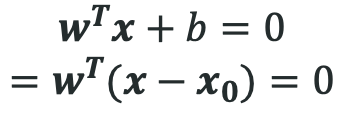 𝒘ᵀ𝒙 + b = 0
= 𝒘ᵀ(𝒙 − 𝒙₀) = 0